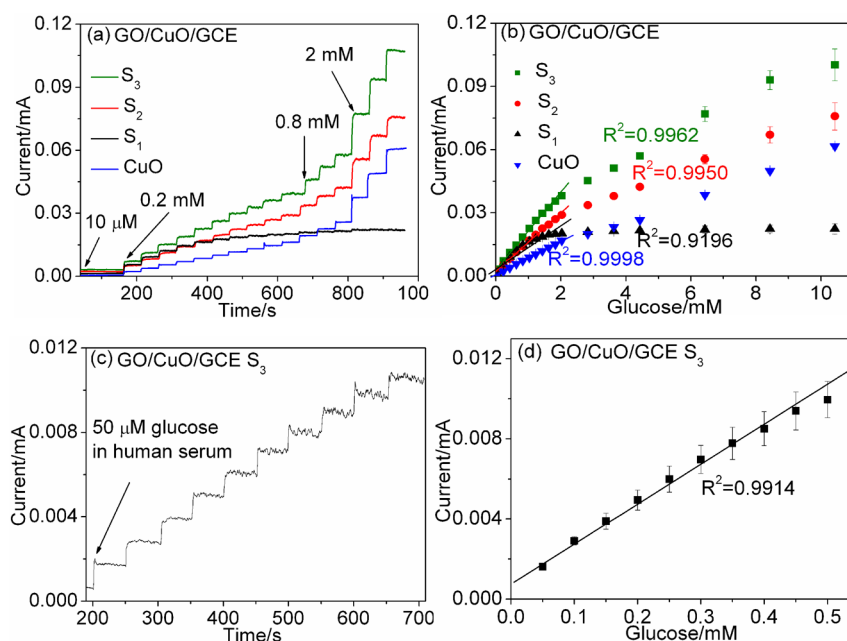 (a) GO/CuO/GCE
S₃
S₂
S₁
CuO
10 μM
0.2 mM
0.8 mM
2 mM
Current/mA
0.12
0.09
0.06
0.03
0.00
0 200 400 600 800 1000
Time/s
(b) GO/CuO/GCE
S₃
S₂
S₁
CuO
R²=0.9962
R²=0.9950
R²=0.9196
R²=0.9998
Current/mA
0.12
0.09
0.06
0.03
0.00
0 2 4 6 8 10
Glucose/mM
(c) GO/CuO/GCE S₃
50 μM glucose
in human serum
Current/mA
0.012
0.008
0.004
0.000
200 300 400 500 600 700
Time/s
(d) GO/CuO/GCE S₃
R²=0.9914
Current/mA
0.012
0.008
0.004
0.000
0.0 0.1 0.2 0.3 0.4 0.5
Glucose/mM